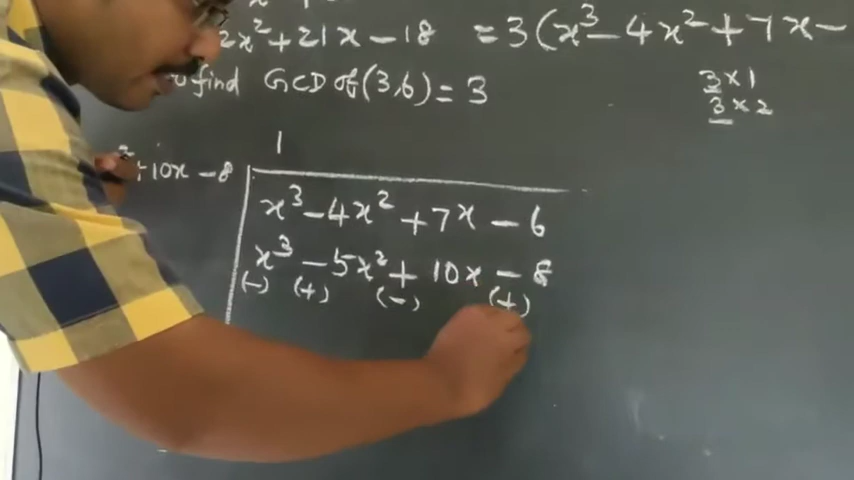 2x²+21x-18 = 3(x³-4x²+7x-
find GCD of (3,6) = 3
3×1
3×2
1
+10x-8
x³-4x²+7x-6
x³-5x²+10x-8
(-) (+) (-) (+)